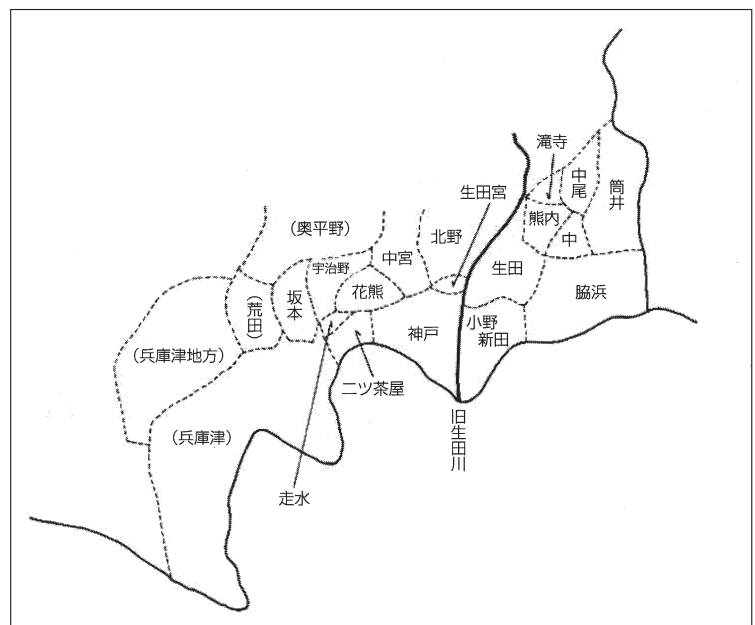 滝寺
中尾
筒井
生田宮
熊内
中
(奥平野)
北野
中宮
宇治野
生田
花熊
坂本
(荒田)
脇浜
小野
新田
神戸
(兵庫津地方)
二ツ茶屋
(兵庫津)
旧生田川
走水